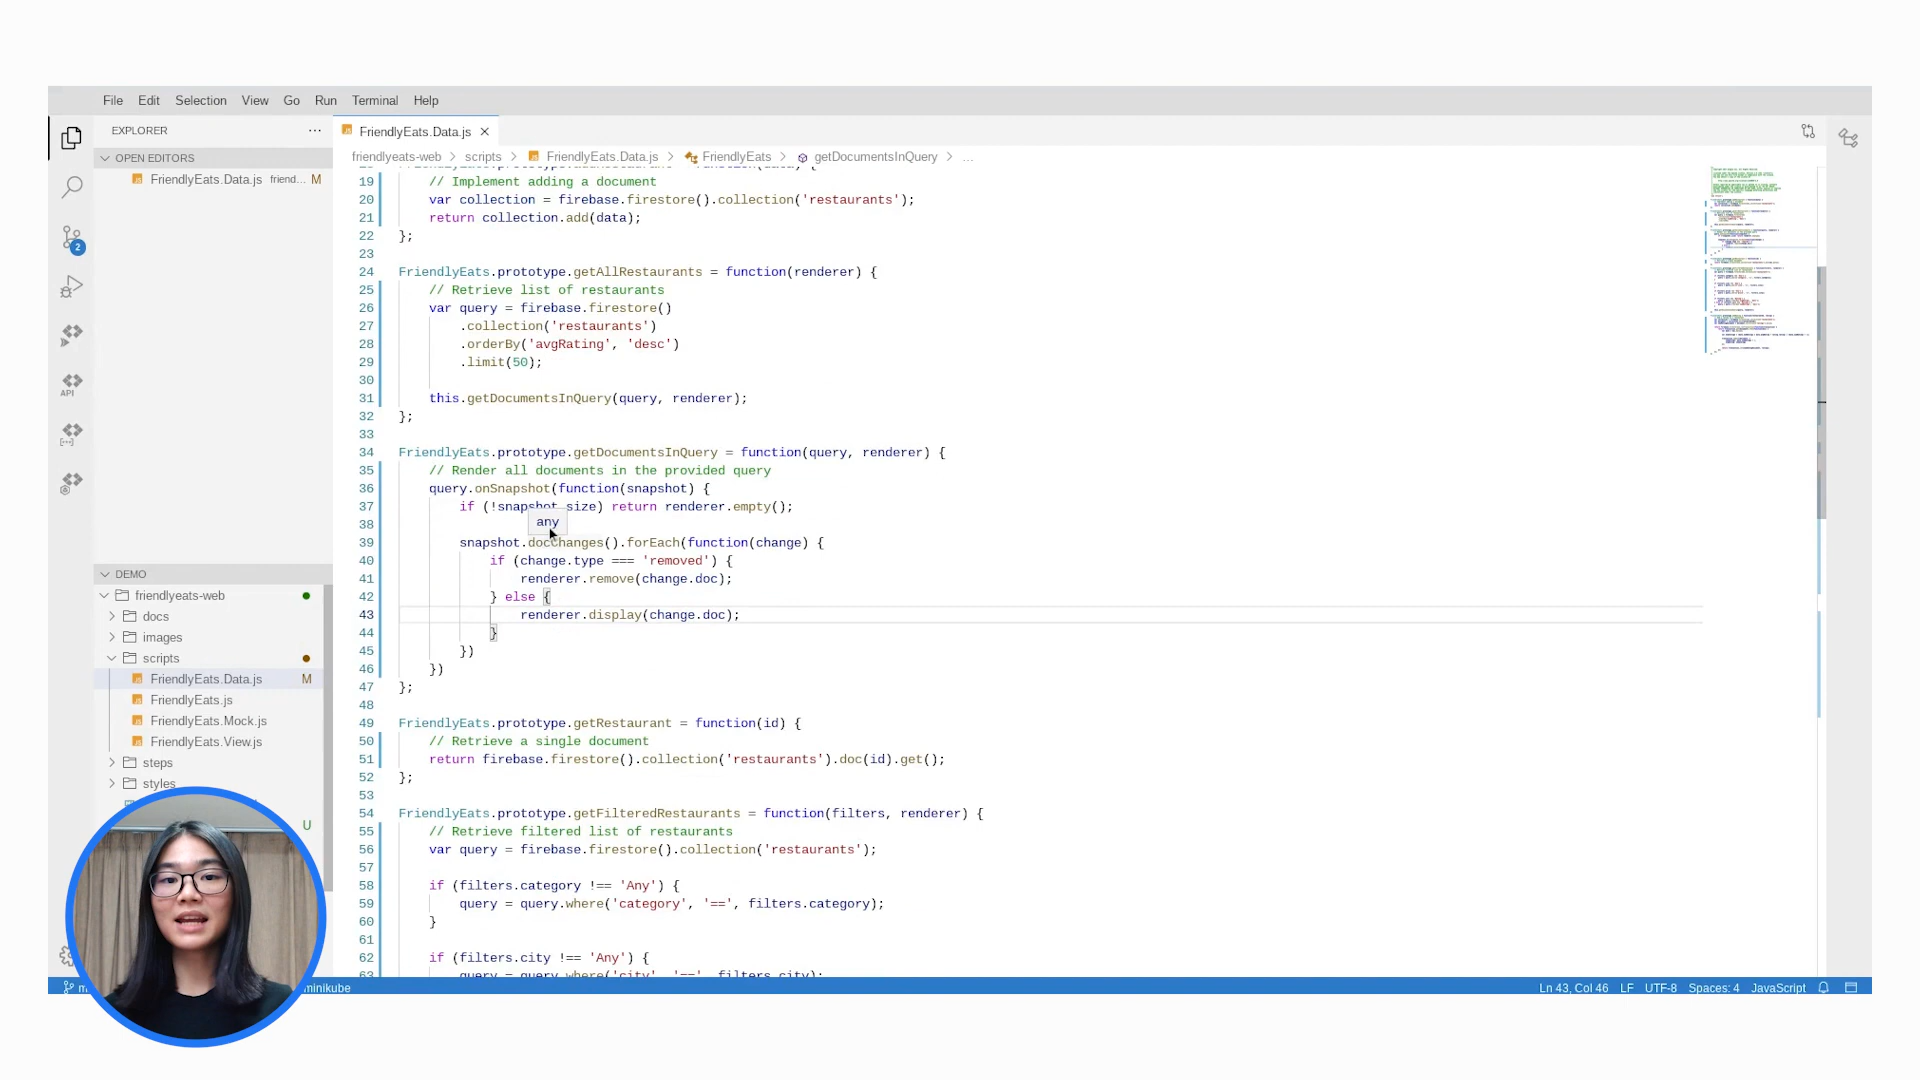 File Edit Selection View Go Run Terminal Help
EXPLORER
FriendlyEats.Data.js
OPEN EDITORS
FriendlyEats.Data.js friend... M
2
API
DEMO
friendlyeats-web
docs
images
scripts
FriendlyEats.Data.js M
FriendlyEats.js
FriendlyEats.Mock.js
FriendlyEats.View.js
steps
styles
U
friendlyeats-web > scripts > FriendlyEats.Data.js > FriendlyEats > getDocumentsInQuery > ...
19 // Implement adding a document
20 var collection = firebase.firestore().collection('restaurants');
21 return collection.add(data);
22 };
23
24 FriendlyEats.prototype.getAllRestaurants = function(renderer) {
25 // Retrieve list of restaurants
26 var query = firebase.firestore()
27 .collection('restaurants')
28 .orderBy('avgRating', 'desc')
29 .limit(50);
30
31 this.getDocumentsInQuery(query, renderer);
32 };
33
34 FriendlyEats.prototype.getDocumentsInQuery = function(query, renderer) {
35 // Render all documents in the provided query
36 query.onSnapshot(function(snapshot) {
37 if (!snapshot.size) return renderer.empty();
any
38
39 snapshot.docChanges().forEach(function(change) {
40 if (change.type === 'removed') {
41 renderer.remove(change.doc);
42 } else {
43 renderer.display(change.doc);
44 }
45 })
46 })
47 };
48
49 FriendlyEats.prototype.getRestaurant = function(id) {
50 // Retrieve a single document
51 return firebase.firestore().collection('restaurants').doc(id).get();
52 };
53
54 FriendlyEats.prototype.getFilteredRestaurants = function(filters, renderer) {
55 // Retrieve filtered list of restaurants
56 var query = firebase.firestore().collection('restaurants');
57
58 if (filters.category !== 'Any') {
59 query = query.where('category', '==', filters.category);
60 }
61
62 if (filters.city !== 'Any') {
63 query = query.where('city', '==', filters.city);
minikube
Ln 43, Col 46 LF UTF-8 Spaces: 4 JavaScript